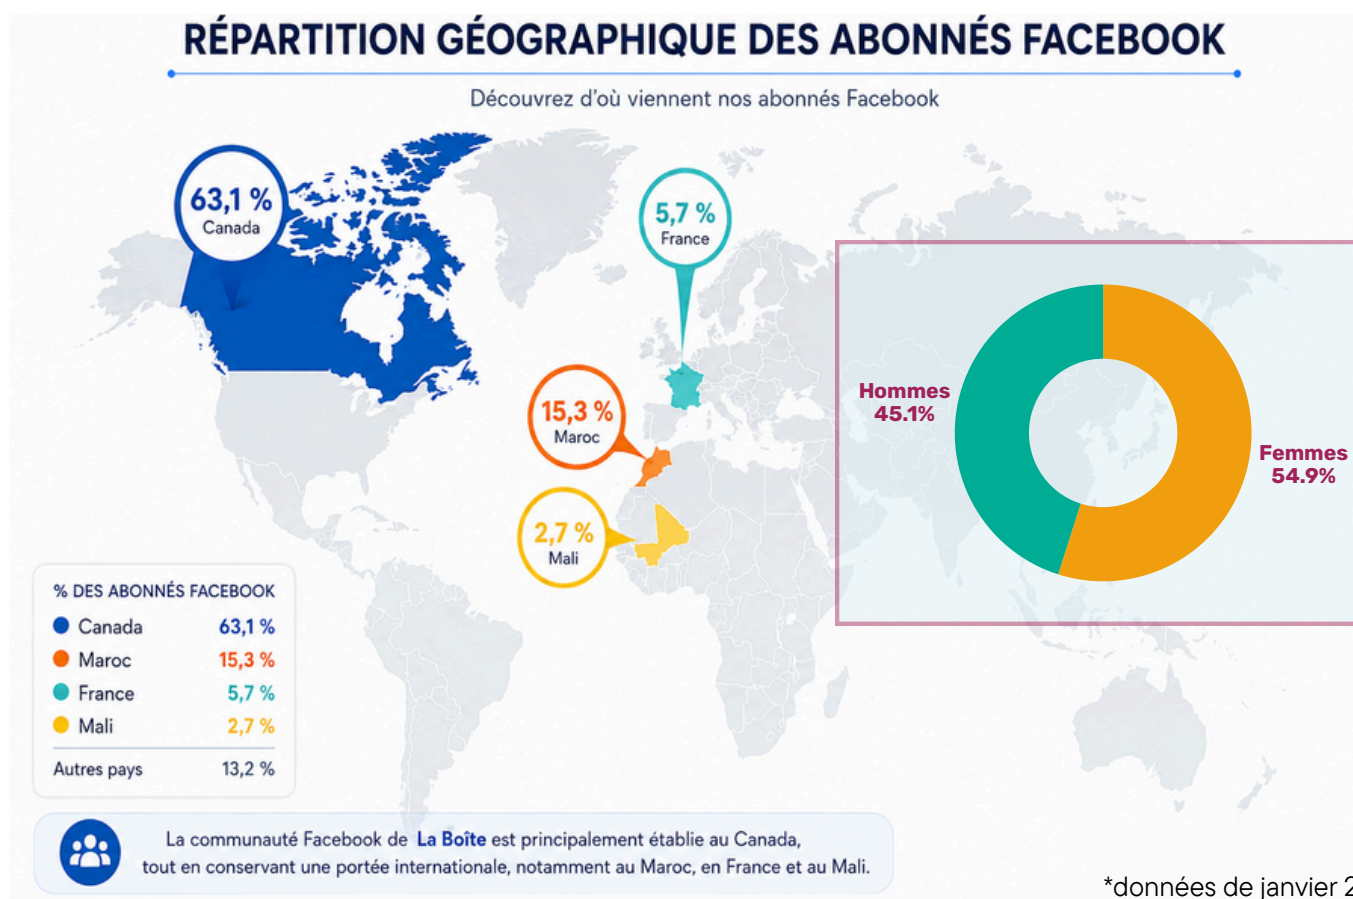 RÉPARTITION GÉOGRAPHIQUE DES ABONNÉS FACEBOOK
Découvrez d'où viennent nos abonnés Facebook
63,1 %
Canada
5,7 %
France
15,3 %
Maroc
2,7 %
Mali
Hommes
45.1%
Femmes
54.9%
% DES ABONNÉS FACEBOOK
Canada 63,1 %
Maroc 15,3 %
France 5,7 %
Mali 2,7 %
Autres pays 13,2 %
La communauté Facebook de La Boîte est principalement établie au Canada,
tout en conservant une portée internationale, notamment au Maroc, en France et au Mali.
*données de janvier